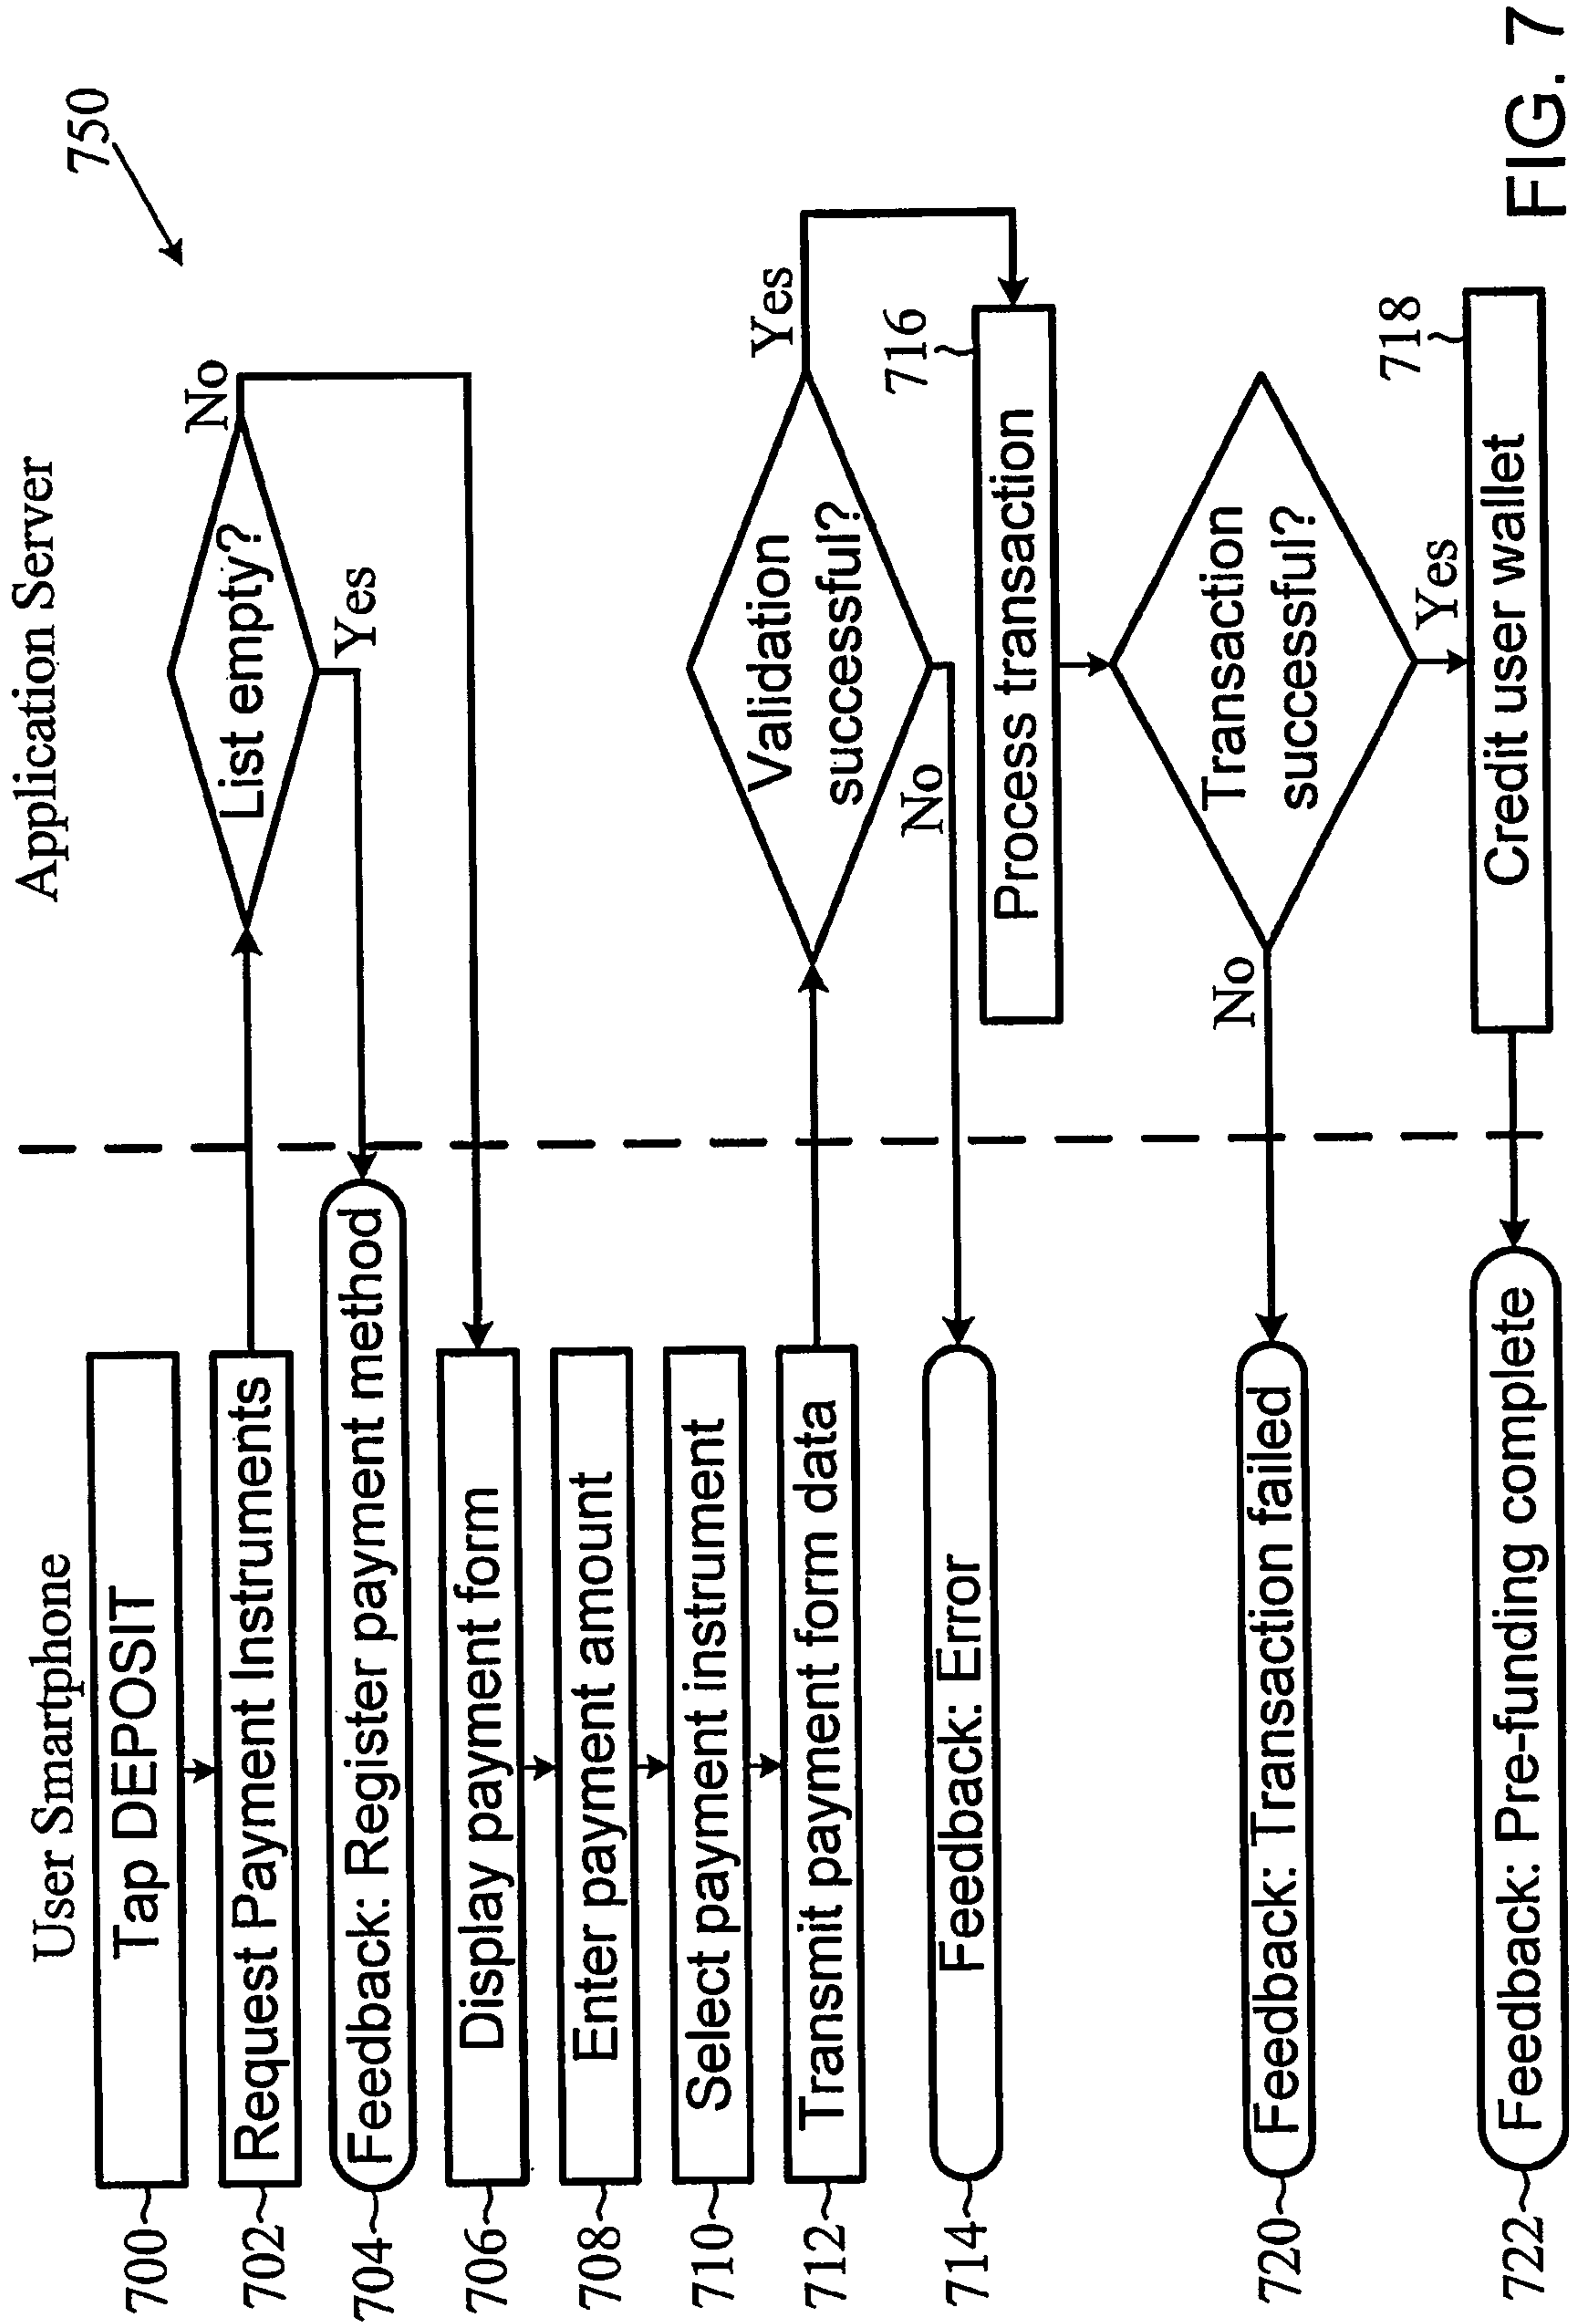 User Smartphone
Application Server
750
700
Tap DEPOSIT
702
Request Payment Instruments
List empty?
No
Yes
704
Feedback: Register payment method
706
Display payment form
708
Enter payment amount
710
Select payment instrument
712
Transmit payment form data
Validation
successful?
Yes
No
714
Feedback: Error
716
Process transaction
Transaction
successful?
No
Yes
720
Feedback: Transaction failed
718
Credit user wallet
722
Feedback: Pre-funding complete
FIG. 7